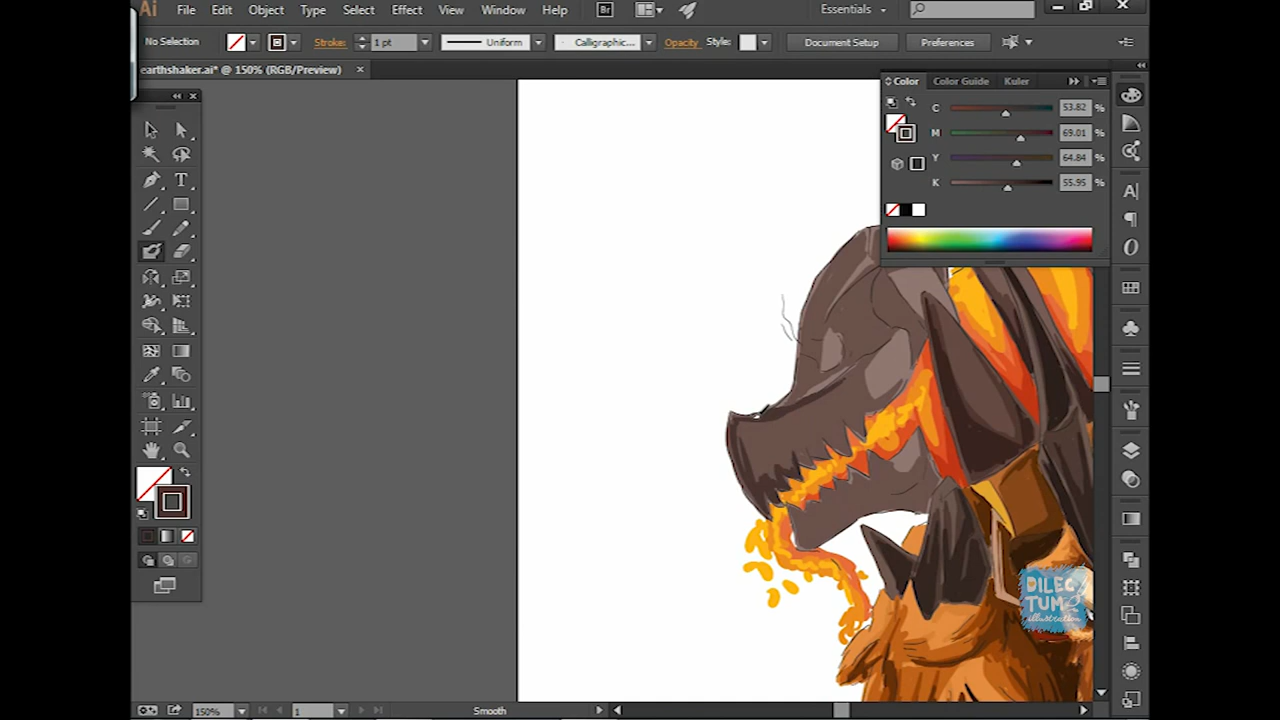 Ai File Edit Object Type Select Effect View Window Help Br Essentials
No Selection Stroke: 1 pt Uniform Calligraphic... Opacity Style: Document Setup Preferences
earthshaker.ai* @ 150% (RGB/Preview)
Color Color Guide Kuler
C 53.82 %
M 69.01 %
Y 64.84 %
K 55.95 %
DILEC
TUM
illustration
150% 1 Smooth